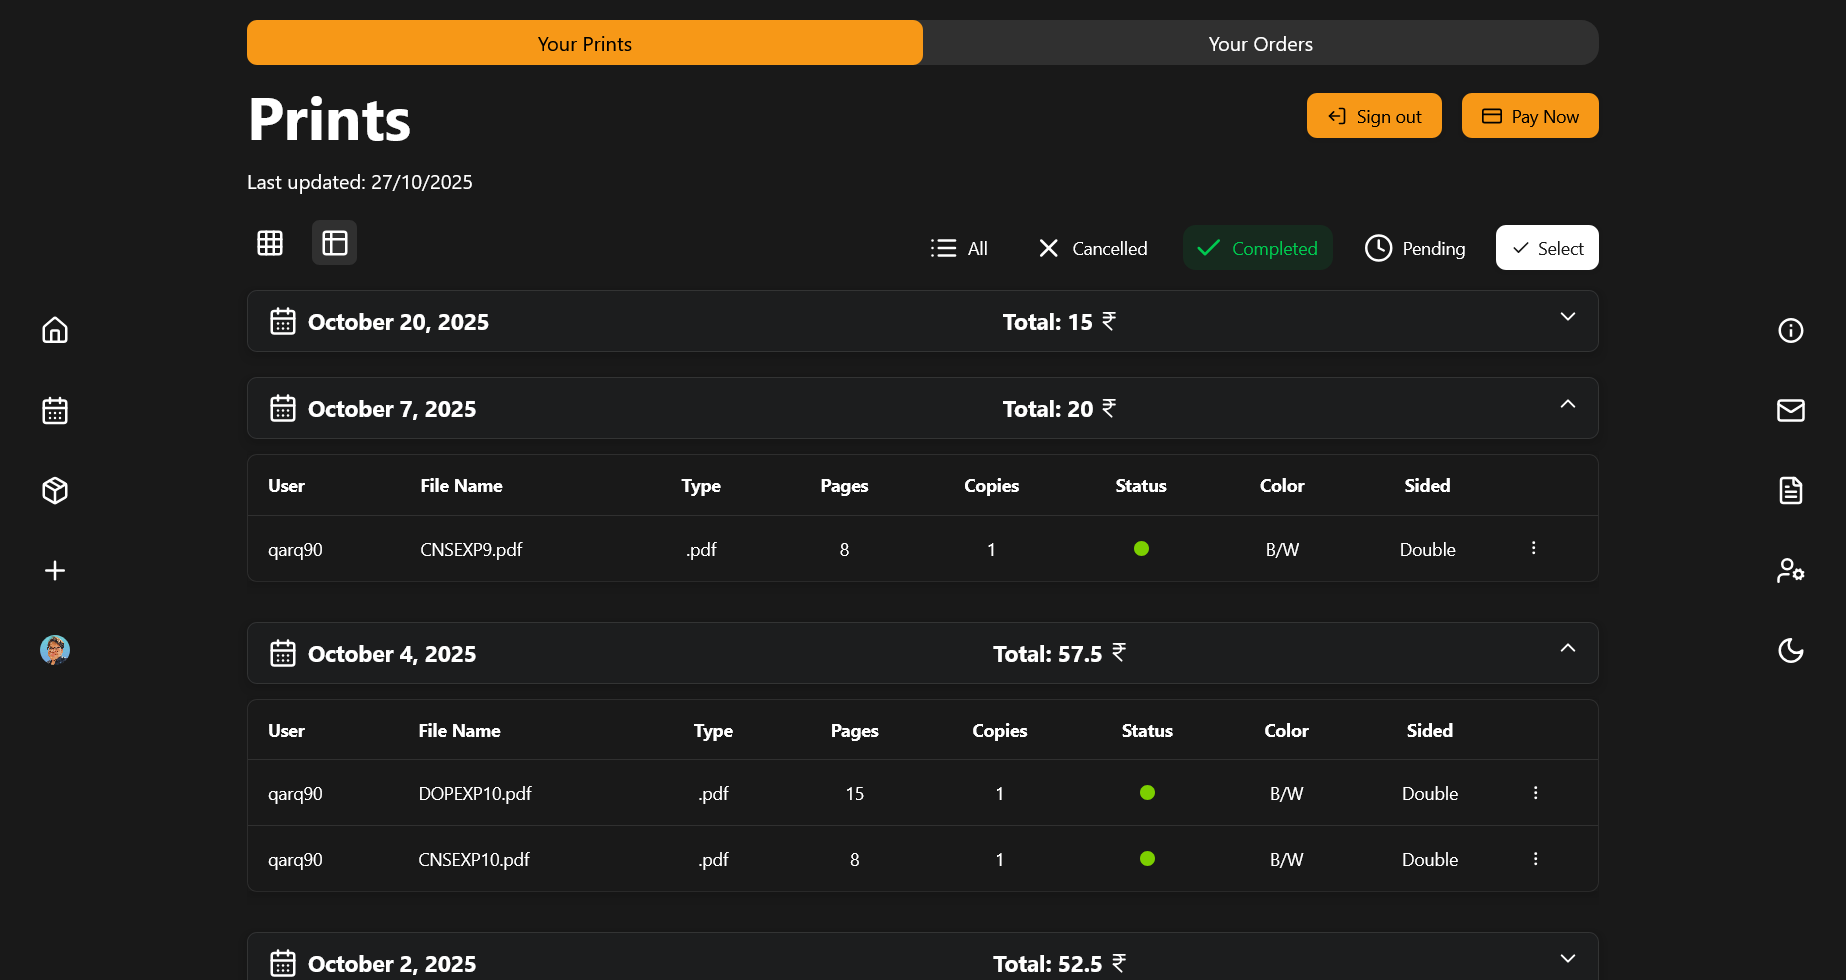 Your Prints Your Orders
Prints
Sign out Pay Now
Last updated: 27/10/2025
All Cancelled Completed Pending Select
October 20, 2025 Total: 15 ₹
October 7, 2025 Total: 20 ₹
User File Name Type Pages Copies Status Color Sided
qarq90 CNSEXP9.pdf .pdf 8 1 B/W Double
October 4, 2025 Total: 57.5 ₹
User File Name Type Pages Copies Status Color Sided
qarq90 DOPEXP10.pdf .pdf 15 1 B/W Double
qarq90 CNSEXP10.pdf .pdf 8 1 B/W Double
October 2, 2025 Total: 52.5 ₹